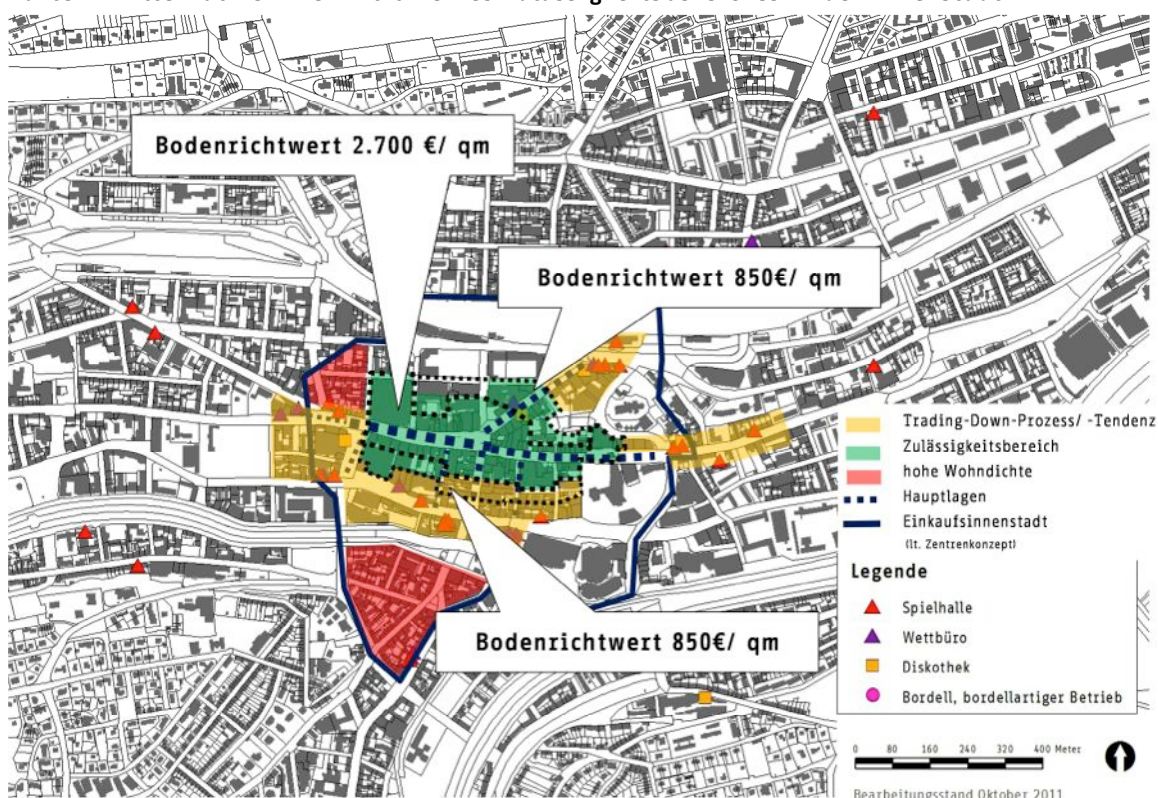 Bodenrichtwert 2.700 €/ qm
Bodenrichtwert 850€/ qm
Bodenrichtwert 850€/ qm
Trading-Down-Prozess/ -Tendenz
Zulässigkeitsbereich
hohe Wohndichte
Hauptlagen
Einkaufsinnenstadt
(lt. Zentrenkonzept)
Legende
Spielhalle
Wettbüro
Diskothek
Bordell, bordellartiger Betrieb
0 80 160 240 320 400 Meter
Bearbeitungsstand Oktober 2011